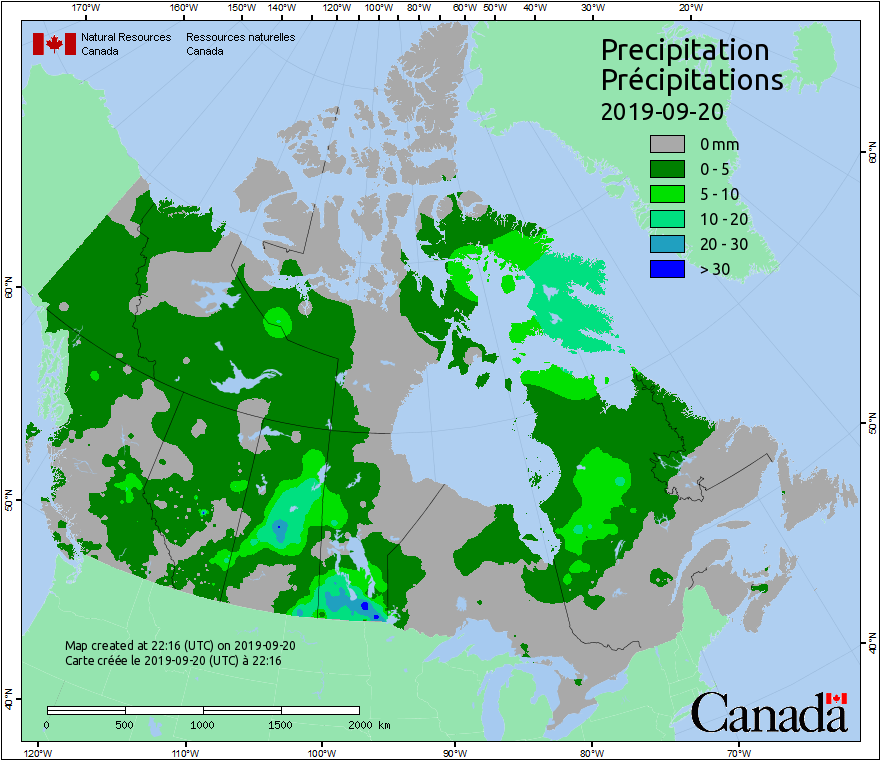 170°W 160°W 150°W 140°W 130°W 120°W 110°W 100°W 90°W 80°W 60°W 50°W 40°W 30°W 20°W
Natural Resources Canada
Ressources naturelles Canada
Precipitation
Précipitations
2019-09-20
0 mm
0 - 5
5 - 10
10 - 20
20 - 30
> 30
60°N
50°N
40°N
60°N
50°N
40°N
Map created at 22:16 (UTC) on 2019-09-20
Carte créée le 2019-09-20 (UTC) à 22:16
0 500 1000 1500 2000 km
Canada
120°W 110°W 100°W 90°W 80°W 70°W